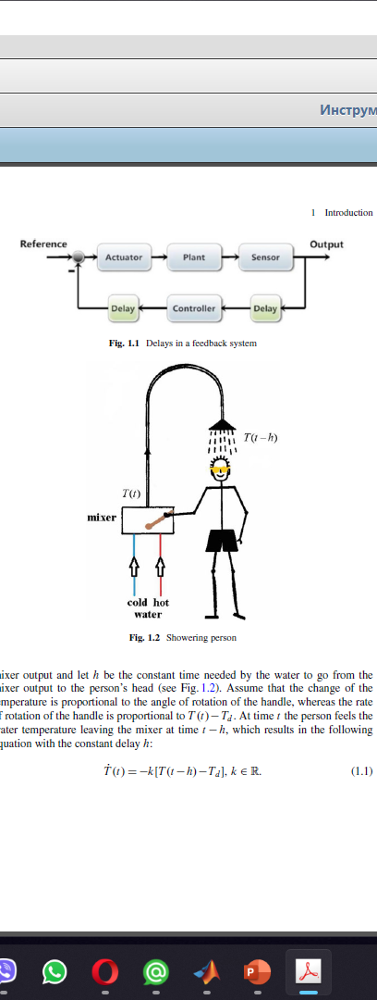 Инструм
1 Introduction
Reference
Output
Actuator
Plant
Sensor
Delay
Controller
Delay
Fig. 1.1 Delays in a feedback system
T(t−h)
T(t)
mixer
cold hot
water
Fig. 1.2 Showering person
ixer output and let h be the constant time needed by the water to go from the
ixer output to the person's head (see Fig. 1.2). Assume that the change of the
mperature is proportional to the angle of rotation of the handle, whereas the rate
f rotation of the handle is proportional to T(t)−T_d. At time t the person feels the
ater temperature leaving the mixer at time t−h, which results in the following
quation with the constant delay h:
Ṫ(t)=−k[T(t−h)−T_d], k∈ℝ. (1.1)
P